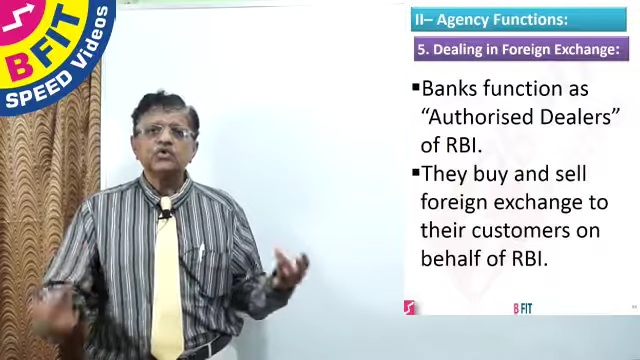 B FIT
SPEED Videos
II– Agency Functions:
5. Dealing in Foreign Exchange:
▪Banks function as
“Authorised Dealers”
of RBI.
▪They buy and sell
foreign exchange to
their customers on
behalf of RBI.
B FIT